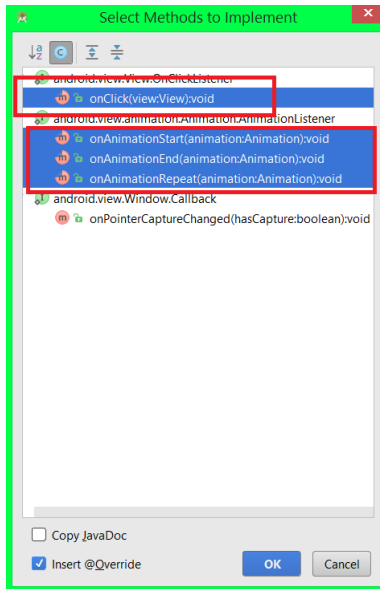 Select Methods to Implement
android.view.View.OnClickListener
onClick(view:View):void
android.view.animation.Animation.AnimationListener
onAnimationStart(animation:Animation):void
onAnimationEnd(animation:Animation):void
onAnimationRepeat(animation:Animation):void
android.view.Window.Callback
onPointerCaptureChanged(hasCapture:boolean):void
Copy JavaDoc
Insert @Override
OK Cancel